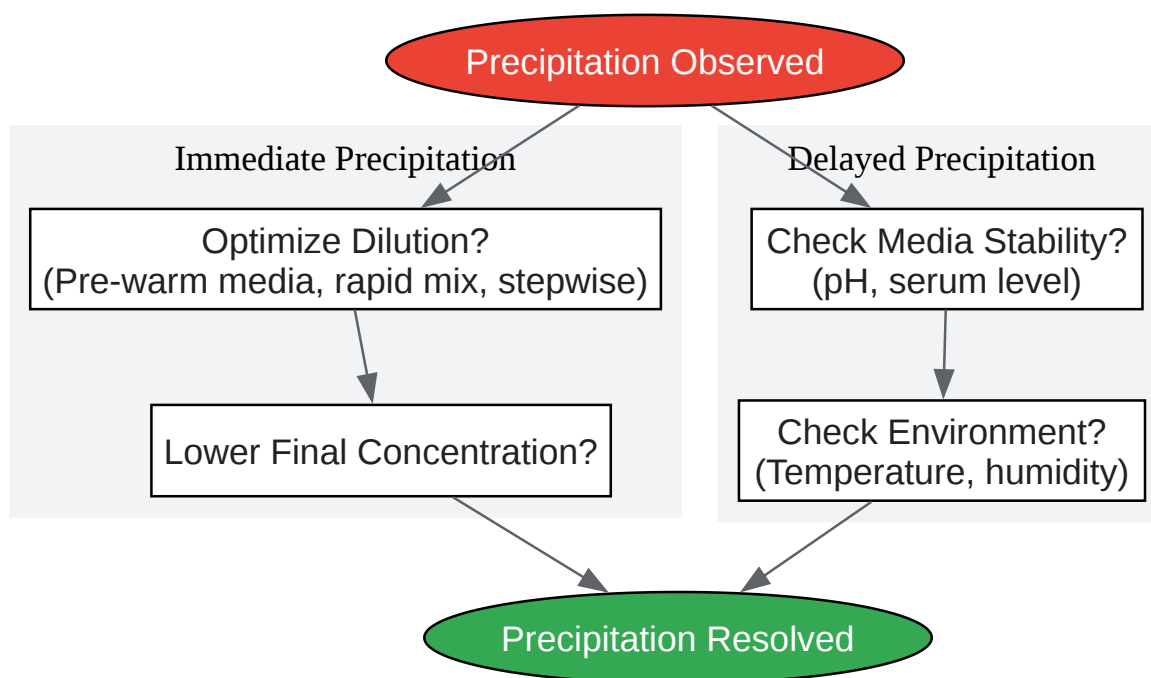 Precipitation Observed
Immediate Precipitation
Optimize Dilution?
(Pre-warm media, rapid mix, stepwise)
Lower Final Concentration?
Delayed Precipitation
Check Media Stability?
(pH, serum level)
Check Environment?
(Temperature, humidity)
Precipitation Resolved